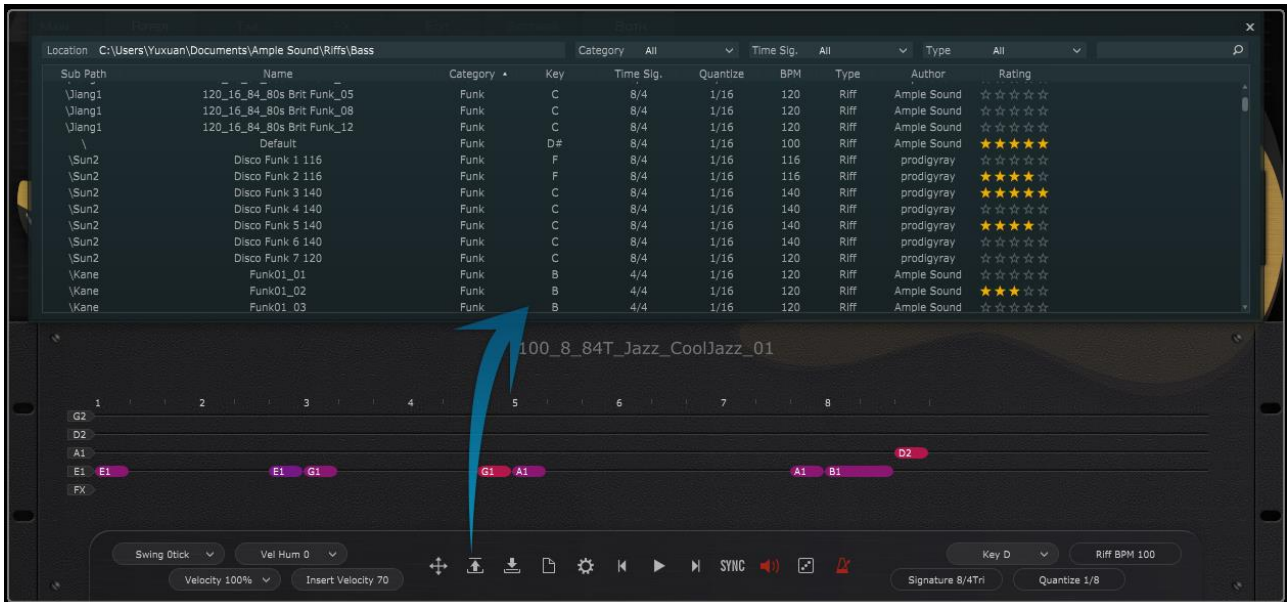 x
Location C:\Users\Yuxuan\Documents\Ample Sound\Riffs\Bass Category All Time Sig. All Type All
Sub Path Name Category Key Time Sig. Quantize BPM Type Author Rating
\Jiang1 120_16_84_80s Brit Funk_05 Funk C 8/4 1/16 120 Riff Ample Sound
\Jiang1 120_16_84_80s Brit Funk_08 Funk C 8/4 1/16 120 Riff Ample Sound
\Jiang1 120_16_84_80s Brit Funk_12 Funk C 8/4 1/16 120 Riff Ample Sound
\ Default Funk D# 8/4 1/16 100 Riff Ample Sound
\Sun2 Disco Funk 1 116 Funk F 8/4 1/16 116 Riff prodigyray
\Sun2 Disco Funk 2 116 Funk F 8/4 1/16 116 Riff prodigyray
\Sun2 Disco Funk 3 140 Funk C 8/4 1/16 140 Riff prodigyray
\Sun2 Disco Funk 4 140 Funk C 8/4 1/16 140 Riff prodigyray
\Sun2 Disco Funk 5 140 Funk C 8/4 1/16 140 Riff prodigyray
\Sun2 Disco Funk 6 140 Funk C 8/4 1/16 140 Riff prodigyray
\Sun2 Disco Funk 7 120 Funk C 8/4 1/16 120 Riff prodigyray
\Kane Funk01_01 Funk B 4/4 1/16 120 Riff Ample Sound
\Kane Funk01_02 Funk B 4/4 1/16 120 Riff Ample Sound
\Kane Funk01_03 Funk B 4/4 1/16 120 Riff Ample Sound
100_8_84T_Jazz_CoolJazz_01
1 2 3 4 5 6 7 8
G2
D2
A1 D2
E1 E1 E1 G1 G1 A1 A1 B1
FX
Swing 0tick Vel Hum 0 SYNC Key D Riff BPM 100
Velocity 100% Insert Velocity 70 Signature 8/4Tri Quantize 1/8